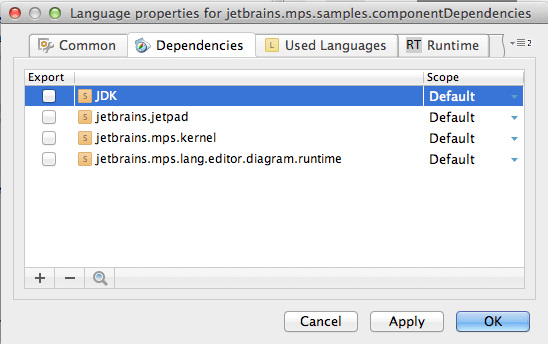 Language properties for jetbrains.mps.samples.componentDependencies
Common Dependencies L Used Languages RT Runtime 2
Export Scope
S JDK Default
S jetbrains.jetpad Default
S jetbrains.mps.kernel Default
S jetbrains.mps.lang.editor.diagram.runtime Default
Cancel Apply OK